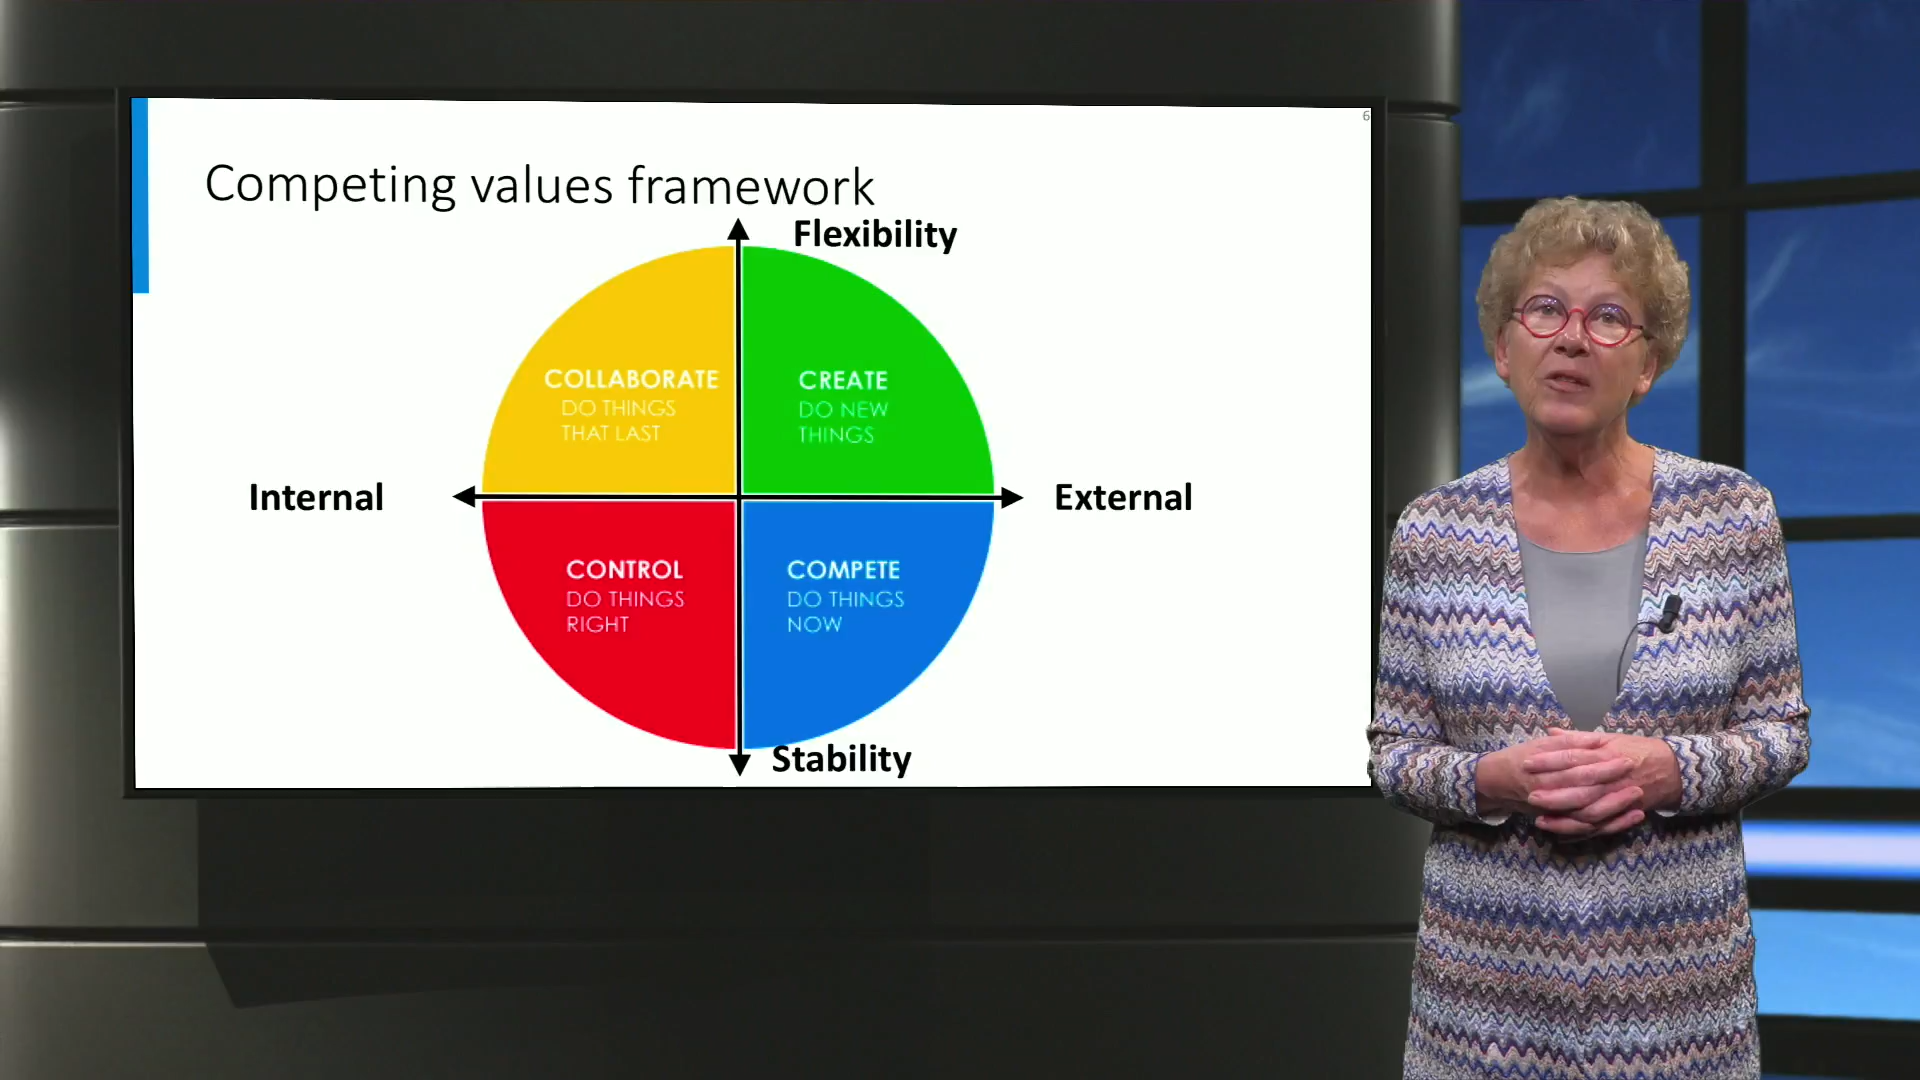 6
Competing values framework
Flexibility
COLLABORATE
DO THINGS
THAT LAST
CREATE
DO NEW
THINGS
Internal
External
CONTROL
DO THINGS
RIGHT
COMPETE
DO THINGS
NOW
Stability